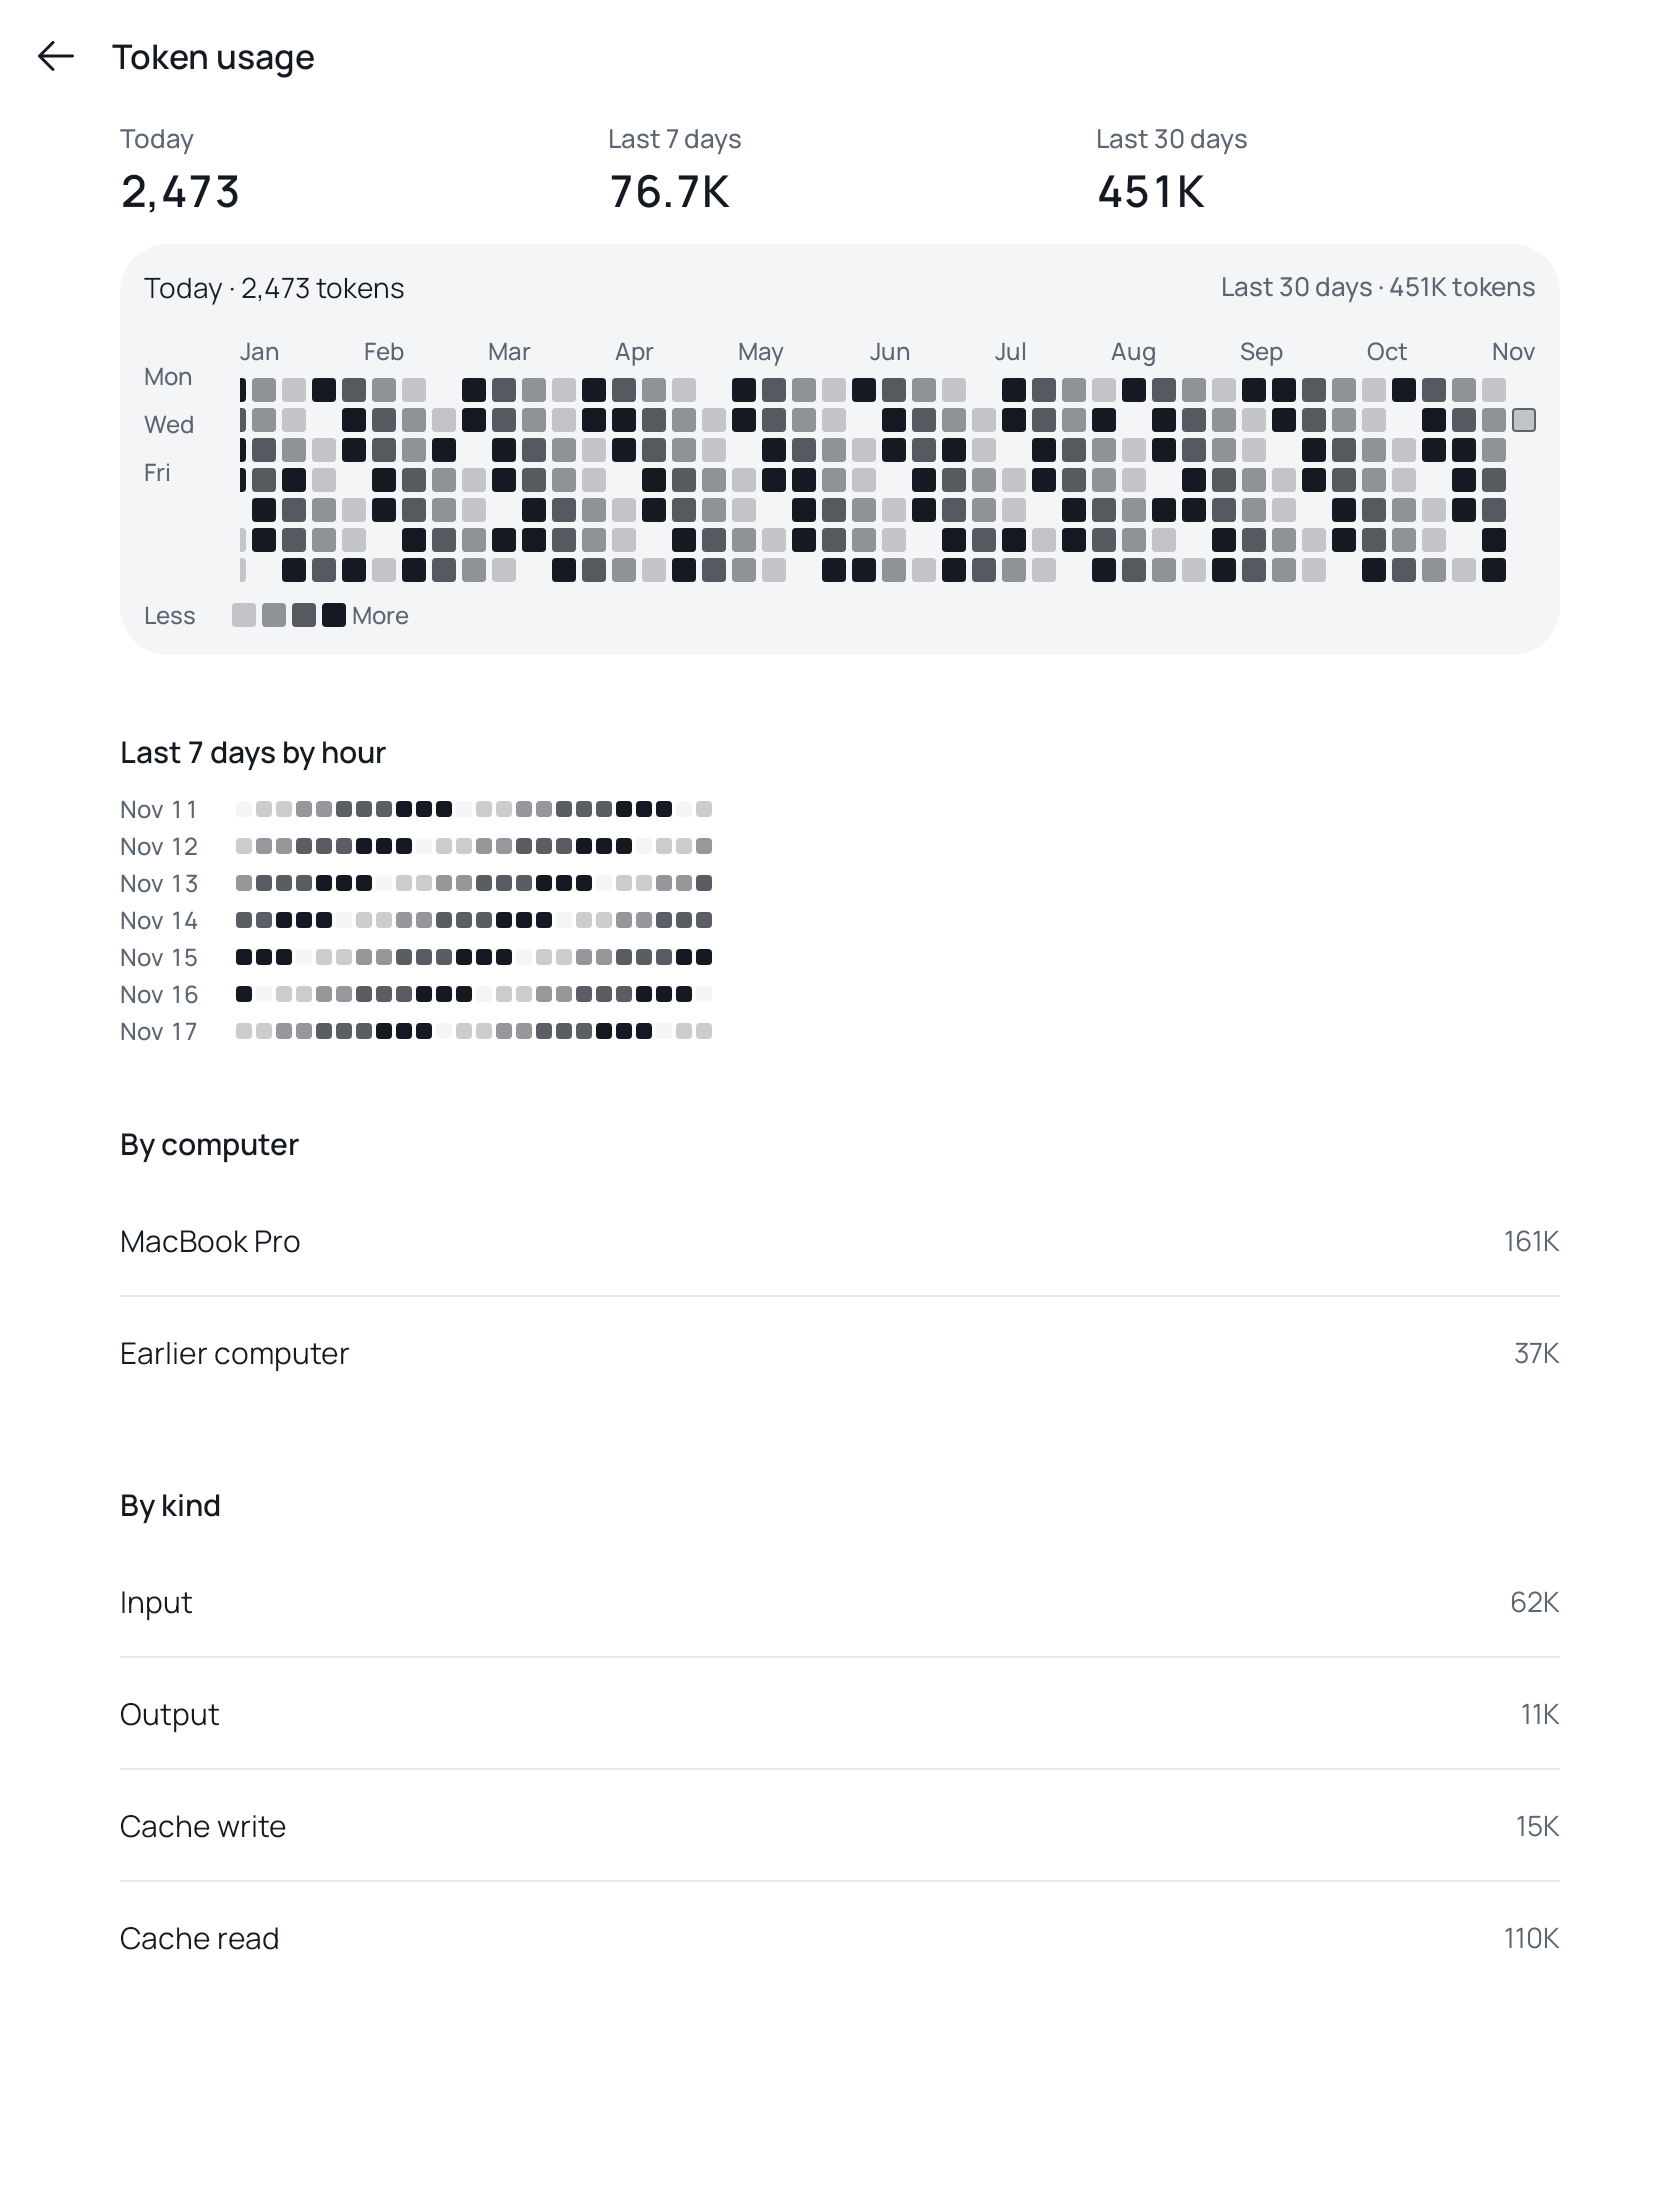 Token usage
Today
Last 7 days
Last 30 days
2,473
76.7K
451K
Today · 2,473 tokens
Last 30 days · 451K tokens
Jan Feb Mar Apr May Jun Jul Aug Sep Oct Nov
Mon
Wed
Fri
Less
More
Last 7 days by hour
Nov 11
Nov 12
Nov 13
Nov 14
Nov 15
Nov 16
Nov 17
By computer
MacBook Pro 161K
Earlier computer 37K
By kind
Input 62K
Output 11K
Cache write 15K
Cache read 110K